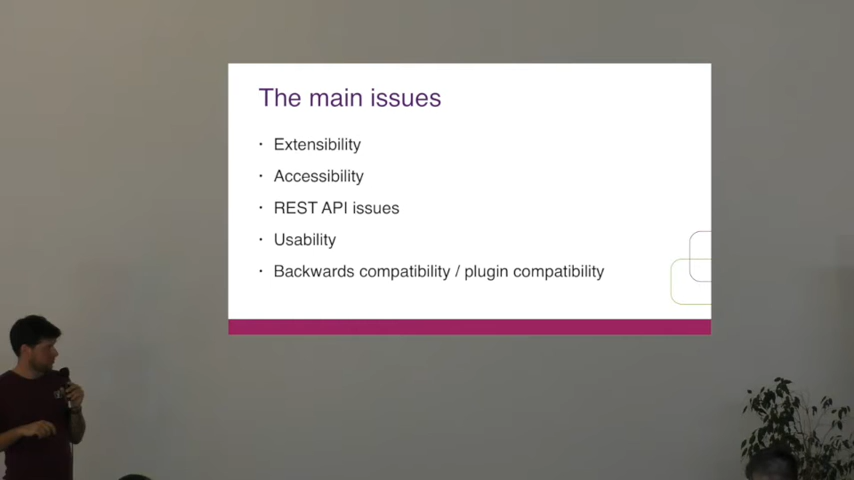 The main issues
· Extensibility
· Accessibility
· REST API issues
· Usability
· Backwards compatibility / plugin compatibility